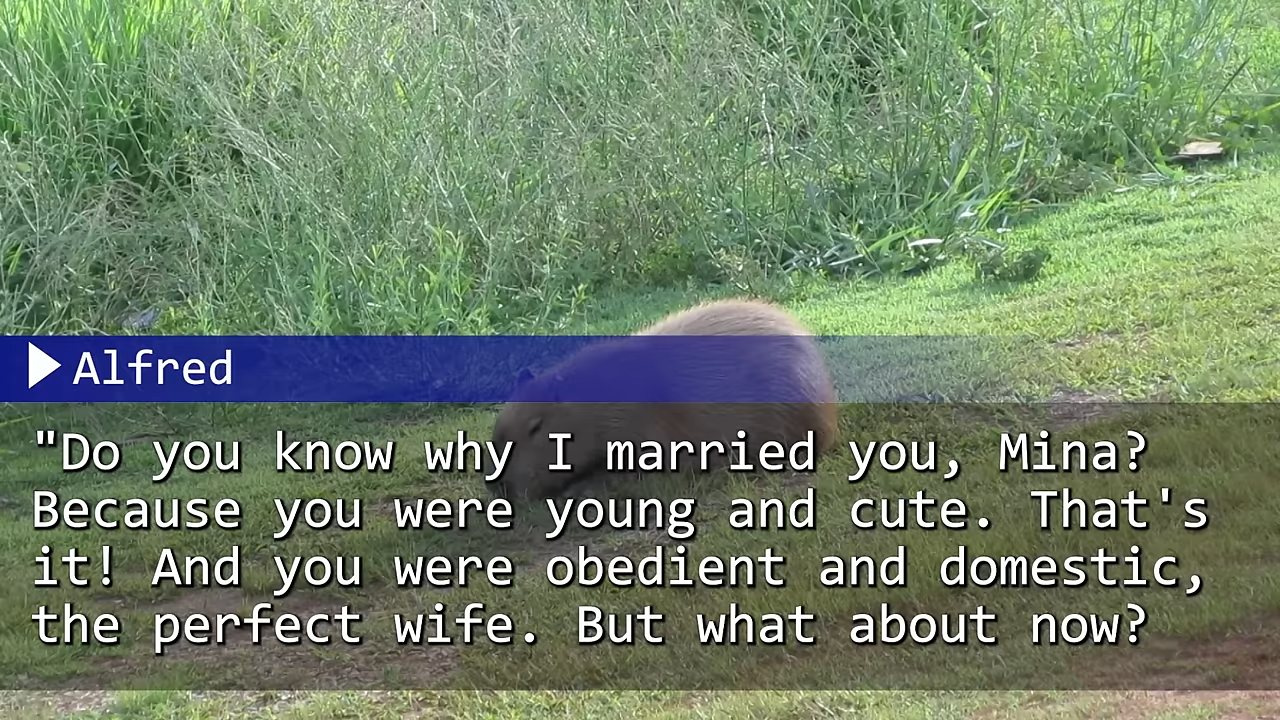 Alfred
"Do you know why I married you, Mina?
Because you were young and cute. That's
it! And you were obedient and domestic,
the perfect wife. But what about now?